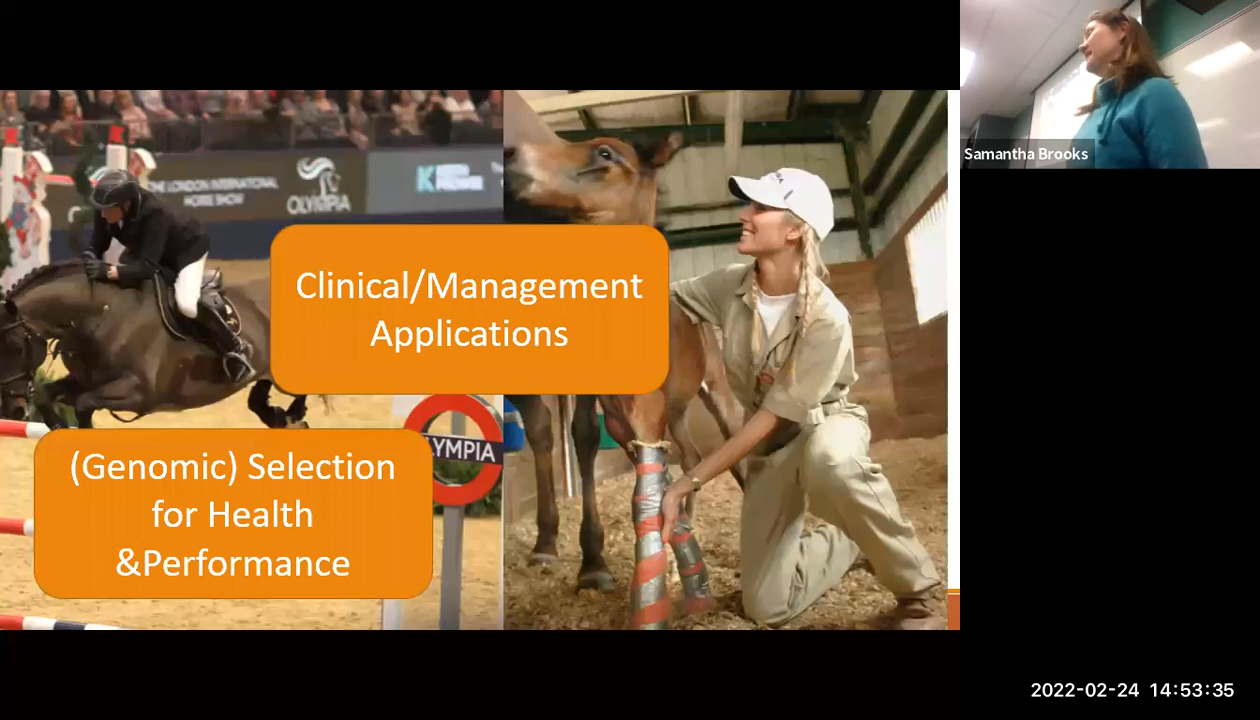 THE LONDON INTERNATIONAL
HORSE SHOW
OLYMPIA
Clinical/Management
Applications
LYMPIA
(Genomic) Selection
for Health
&Performance
Samantha Brooks
2022-02-24 14:53:35